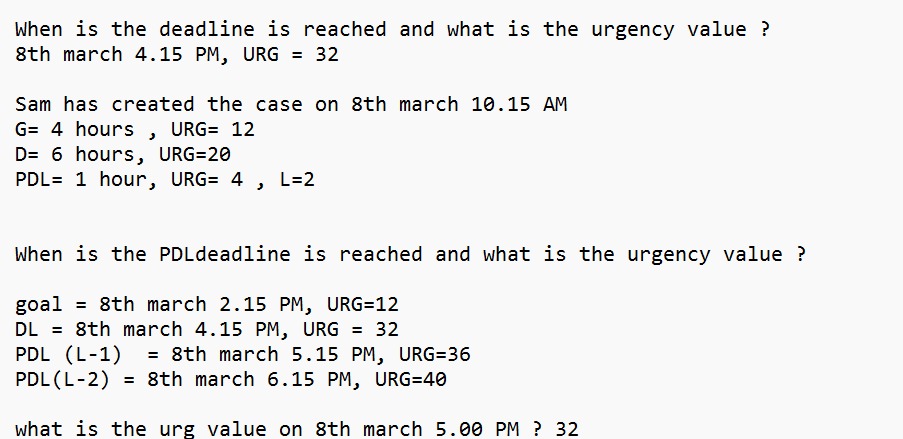 When is the deadline is reached and what is the urgency value ?
8th march 4.15 PM, URG = 32
Sam has created the case on 8th march 10.15 AM
G= 4 hours , URG= 12
D= 6 hours, URG=20
PDL= 1 hour, URG= 4 , L=2
When is the PDLdeadline is reached and what is the urgency value ?
goal = 8th march 2.15 PM, URG=12
DL = 8th march 4.15 PM, URG = 32
PDL (L-1)  = 8th march 5.15 PM, URG=36
PDL(L-2) = 8th march 6.15 PM, URG=40
what is the urg value on 8th march 5.00 PM ? 32